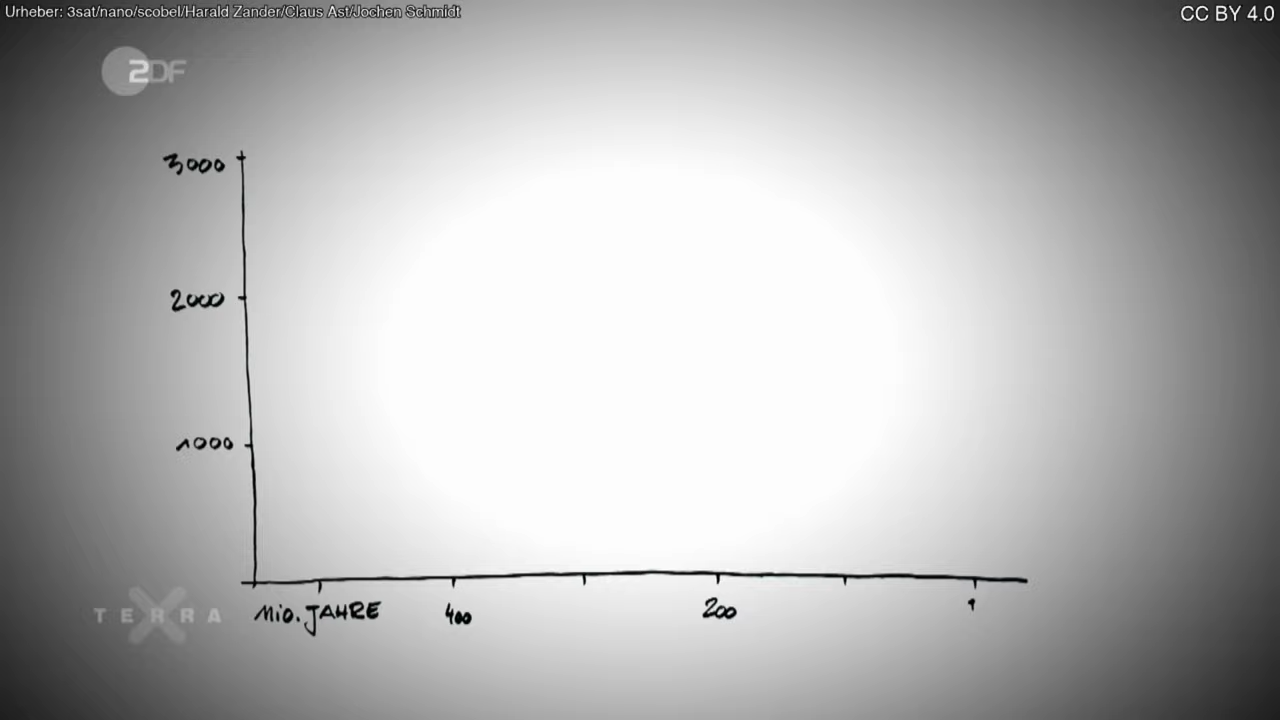 Urheber: 3sat/nano/scobel/Harald Zander/Claus Ast/Jochen Schmidt
CC BY 4.0
2DF
3000
2000
1000
MIO. JAHRE
400
200
TERRA X